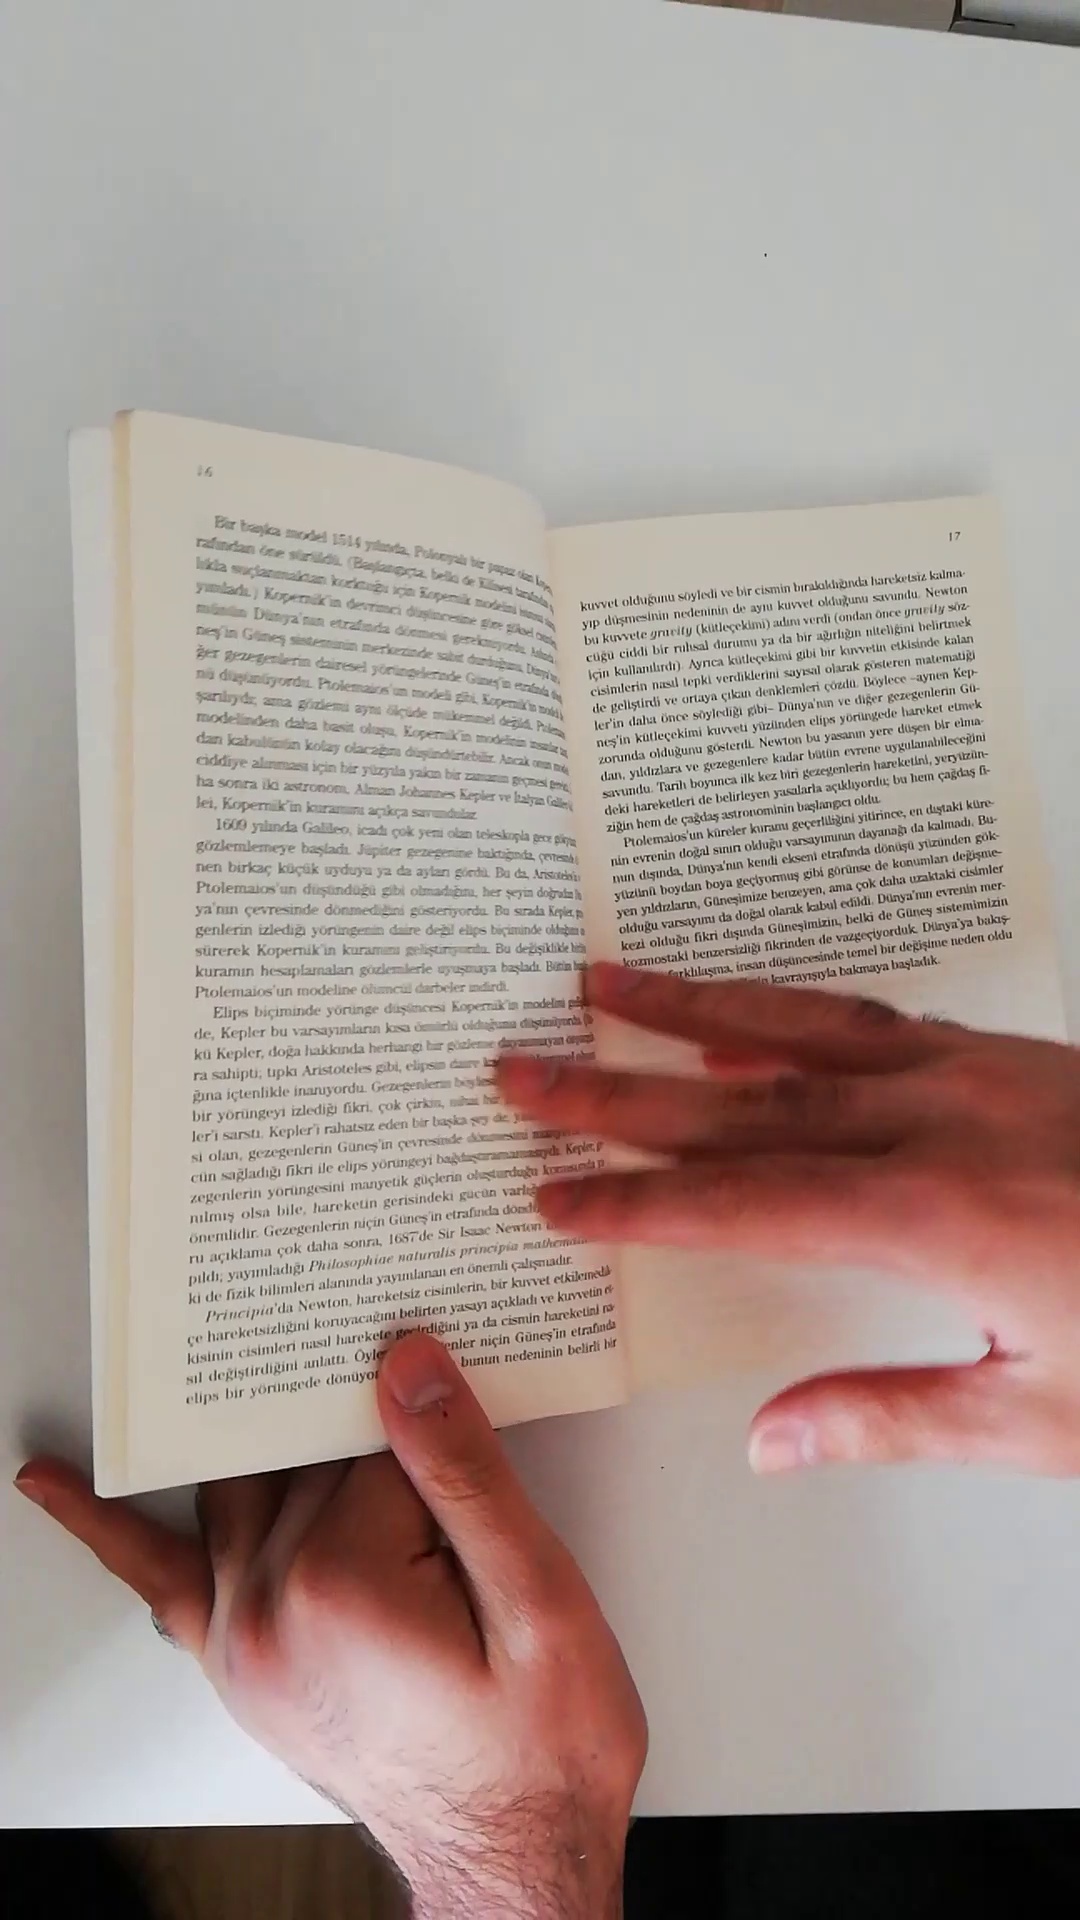 16
Bir başka model 1514 yılında, Polonyalı bir papaz olan
rafından öne sürüldü. (Başlangıçta, belki de Kilisesi tarafından
lıkla suçlanmaktan korktuğu için Kopernik modelini
yımladı.) Kopernik'in devrimci düşüncesine göre göksel
münün Dünya'nın etrafında dönmesi gerekmiyordu.
neş'in Güneş sisteminin merkezinde sabit durduğunu, Dünya'nın
ğer gezegenlerin dairesel yörüngelerinde Güneş'in etrafında
nü düşünüyordu. Ptolemaios'un modeli gibi, Kopernik'in modeli
şarılıydı; ama gözlemi aynı ölçüde mükemmel değildi.
modelinden daha basit oluşu, Kopernik'in modelinin
dan kabulünün kolay olacağını düşündürtebilir. Ancak onun
ciddiye alınması için bir yüzyıla yakın bir zamanın geçmesi
ha sonra iki astronom, Alman Johannes Kepler ve İtalyan
lei, Kopernik'in kuramını açıkça savundular.
1609 yılında Galileo, icadı çok yeni olan teleskopla gece
gözlemlemeye başladı. Jüpiter gezegenine baktığında,
nen birkaç küçük uyduyu ya da ayları gördü. Bu da,
Ptolemaios'un düşündüğü gibi olmadığını, her şeyin doğrudan
ya'nın çevresinde dönmediğini gösteriyordu. Bu sırada Kepler,
genlerin izlediği yörüngenin daire değil elips biçiminde olduğunu
sürerek Kopernik'in kuramını geliştiriyordu. Bu değişiklikle
kuramın hesaplamaları gözlemlerle uyuşmaya başladı. Bütün
Ptolemaios'un modeline ölümcül darbeler indirdi.
Elips biçiminde yörünge düşüncesi Kopernik'in modelini
de, Kepler bu varsayımların kısa ömürlü olduğunu düşünüyordu.
kü Kepler, doğa hakkında herhangi bir gözleme dayanmayan
ra sahipti; tıpkı Aristoteles gibi, elipsin daire
ğına içtenlikle inanıyordu. Gezegenlerin böylesi
bir yörüngeyi izlediği fikri, çok çirkin, nihai bir
ler'i sarstı. Kepler'i rahatsız eden bir başka şey de,
si olan, gezegenlerin Güneş'in çevresinde dönmesini
cün sağladığı fikri ile elips yörüngeyi bağdaştıramamasıydı. Kepler,
zegenlerin yörüngesini manyetik güçlerin oluşturduğu konusunda
nılmış olsa bile, hareketin gerisindeki gücün
önemlidir. Gezegenlerin niçin Güneş'in etrafında
ru açıklama çok daha sonra, 1687'de Sir Isaac Newton
pıldı; yayımladığı Philosophiae naturalis principia
ki de fizik bilimleri alanında yayımlanan en önemli çalışmadır.
Principia'da Newton, hareketsiz cisimlerin, bir kuvvet etkilemedik-
çe hareketsizliğini koruyacağını belirten yasayı açıkladı ve kuvvetin et-
kisinin cisimleri nasıl harekete geçirdiğini ya da cismin hareketini na-
sıl değiştirdiğini anlattı. niçin Güneş'in etrafında
elips bir yörüngede bunun nedeninin belirli bir
17
kuvvet olduğunu söyledi ve bir cismin bırakıldığında hareketsiz kalma-
yıp düşmesinin nedeninin de aynı kuvvet olduğunu savundu. Newton
bu kuvvete gravity (kütleçekimi) adını verdi (ondan önce gravity söz-
cüğü ciddi bir ruhsal durumu ya da bir ağırlığın niteliğini belirtmek
için kullanılırdı). Ayrıca kütleçekimi gibi bir kuvvetin etkisinde kalan
cisimlerin nasıl tepki verdiklerini sayısal olarak gösteren matematiği
de geliştirdi ve ortaya çıkan denklemleri çözdü. Böylece –aynen Kep-
ler'in daha önce söylediği gibi– Dünya'nın ve diğer gezegenlerin Gü-
neş'in kütleçekimi kuvveti yüzünden elips yörüngede hareket etmek
zorunda olduğunu gösterdi. Newton bu yasanın yere düşen bir elma-
dan, yıldızlara ve gezegenlere kadar bütün evrene uygulanabileceğini
savundu. Tarih boyunca ilk kez biri gezegenlerin hareketini, yeryüzün-
deki hareketleri de belirleyen yasalarla açıklıyordu; bu hem çağdaş fi-
ziğin hem de çağdaş astronominin başlangıcı oldu.
Ptolemaios'un küreler kuramı geçerliliğini yitirince, en dıştaki küre-
nin evrenin doğal sınırı olduğu varsayımının dayanağı da kalmadı. Bu-
nun dışında, Dünya'nın kendi ekseni etrafında dönüşü yüzünden gök-
yüzünü boydan boya geçiyormuş gibi görünse de konumları değişme-
yen yıldızların, Güneşimize benzeyen, ama çok daha uzaktaki cisimler
olduğu varsayımı da doğal olarak kabul edildi. Dünya'nın evrenin mer-
kezi olduğu fikri dışında Güneşimizin, belki de Güneş sistemimizin
kozmostaki benzersizliği fikrinden de vazgeçiyorduk. Dünya'ya bakış-
farklılaşma, insan düşüncesinde temel bir değişime neden oldu
kavrayışıyla bakmaya başladık.